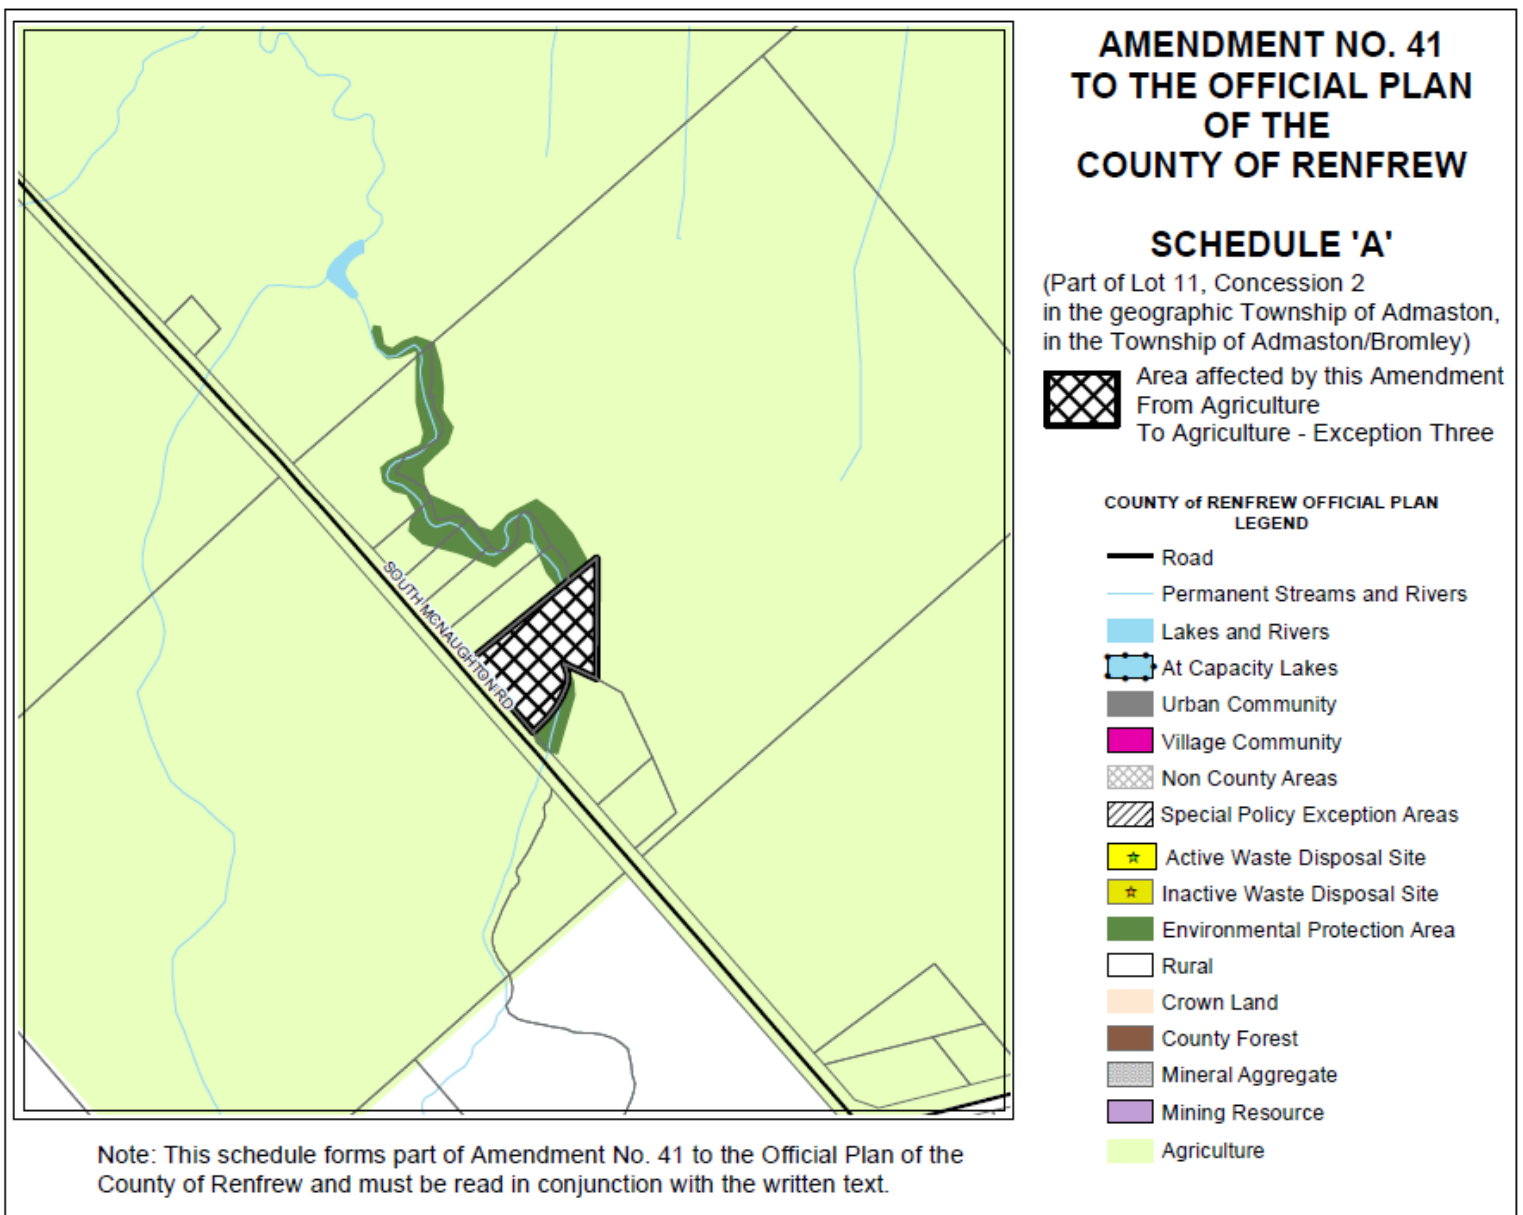 AMENDMENT NO. 41
TO THE OFFICIAL PLAN
OF THE
COUNTY OF RENFREW
SCHEDULE 'A'
(Part of Lot 11, Concession 2
in the geographic Township of Admaston,
in the Township of Admaston/Bromley)
Area affected by this Amendment
From Agriculture
To Agriculture - Exception Three
COUNTY of RENFREW OFFICIAL PLAN
LEGEND
Road
Permanent Streams and Rivers
Lakes and Rivers
At Capacity Lakes
Urban Community
Village Community
Non County Areas
Special Policy Exception Areas
Active Waste Disposal Site
Inactive Waste Disposal Site
Environmental Protection Area
Rural
Crown Land
County Forest
Mineral Aggregate
Mining Resource
Agriculture
SOUTH MCNAUGHTON RD
Note: This schedule forms part of Amendment No. 41 to the Official Plan of the
County of Renfrew and must be read in conjunction with the written text.